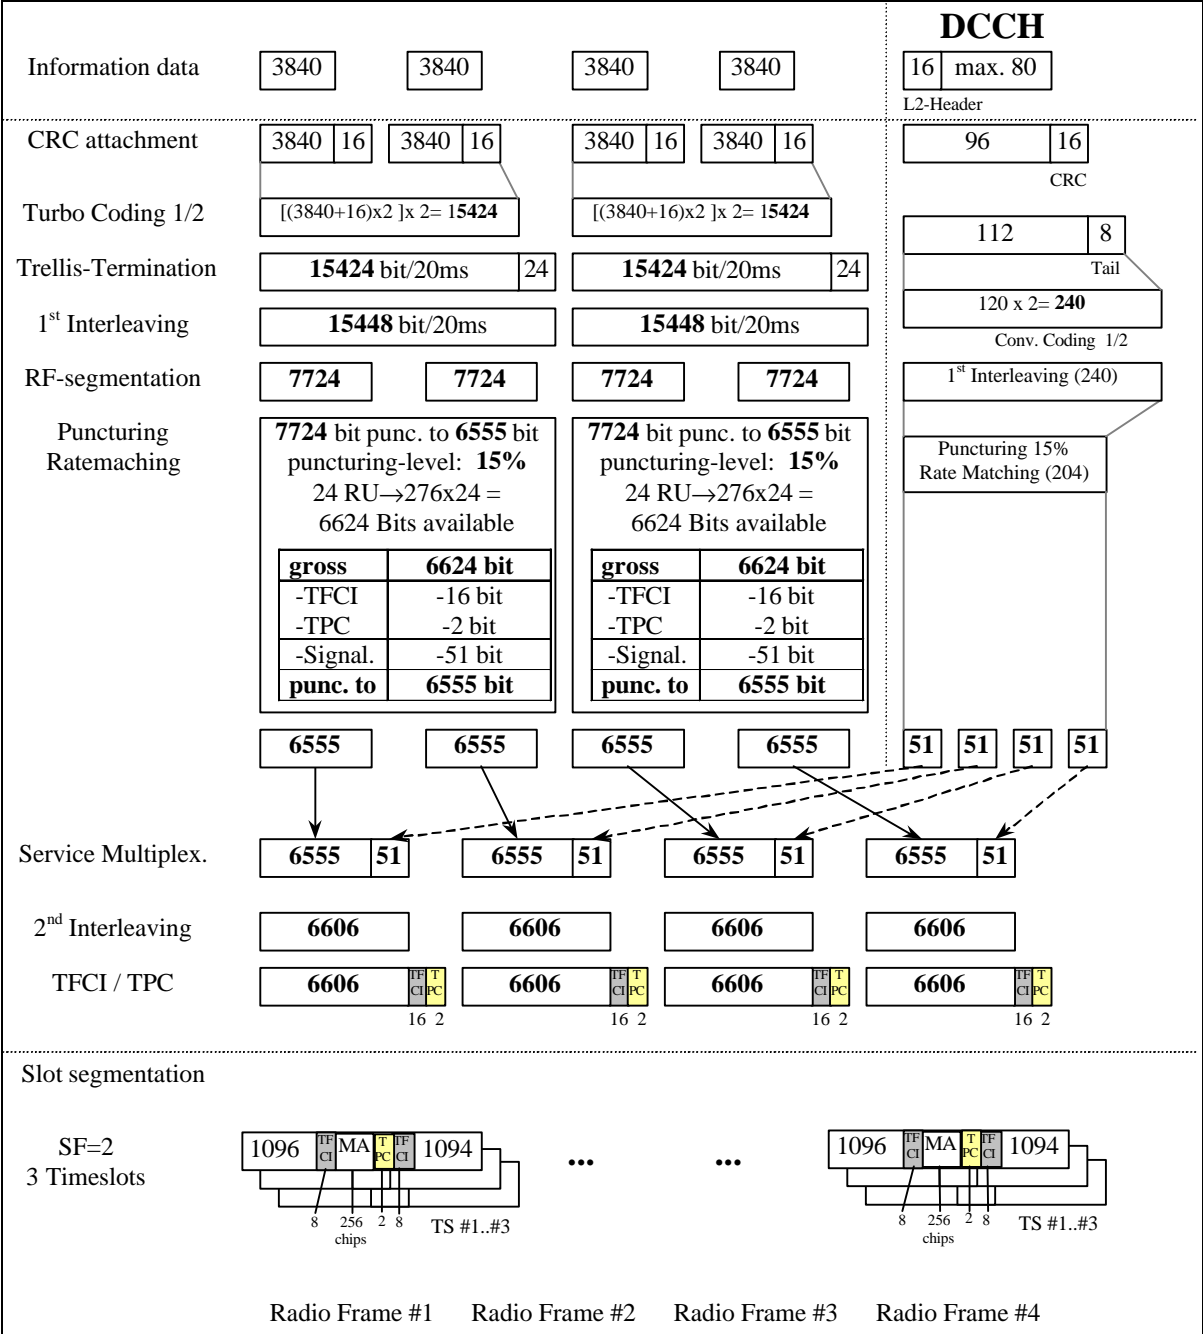 DCCH
Information data 3840 3840 3840 3840 16 max. 80
L2-Header
CRC attachment 3840 16 3840 16 3840 16 3840 16 96 16
CRC
Turbo Coding 1/2 [(3840+16)x2 ]x 2= 15424 [(3840+16)x2 ]x 2= 15424
112 8
Tail
Trellis-Termination 15424 bit/20ms 24 15424 bit/20ms 24
120 x 2= 240
Conv. Coding 1/2
1st Interleaving 15448 bit/20ms 15448 bit/20ms
RF-segmentation 7724 7724 7724 7724 1st Interleaving (240)
Puncturing
Ratemaching
7724 bit punc. to 6555 bit
puncturing-level: 15%
24 RU→276x24 =
6624 Bits available
gross 6624 bit
-TFCI -16 bit
-TPC -2 bit
-Signal. -51 bit
punc. to 6555 bit
7724 bit punc. to 6555 bit
puncturing-level: 15%
24 RU→276x24 =
6624 Bits available
gross 6624 bit
-TFCI -16 bit
-TPC -2 bit
-Signal. -51 bit
punc. to 6555 bit
Puncturing 15%
Rate Matching (204)
6555 6555 6555 6555 51 51 51 51
Service Multiplex. 6555 51 6555 51 6555 51 6555 51
2nd Interleaving 6606 6606 6606 6606
TFCI / TPC 6606 TF CI T PC 6606 TF CI T PC 6606 TF CI T PC 6606 TF CI T PC
16 2 16 2 16 2 16 2
Slot segmentation
SF=2
3 Timeslots
1096 TF CI MA T PC TF CI 1094 ... ... 1096 TF CI MA T PC TF CI 1094
8 256 2 8 TS #1..#3 8 256 2 8 TS #1..#3
chips chips
Radio Frame #1 Radio Frame #2 Radio Frame #3 Radio Frame #4